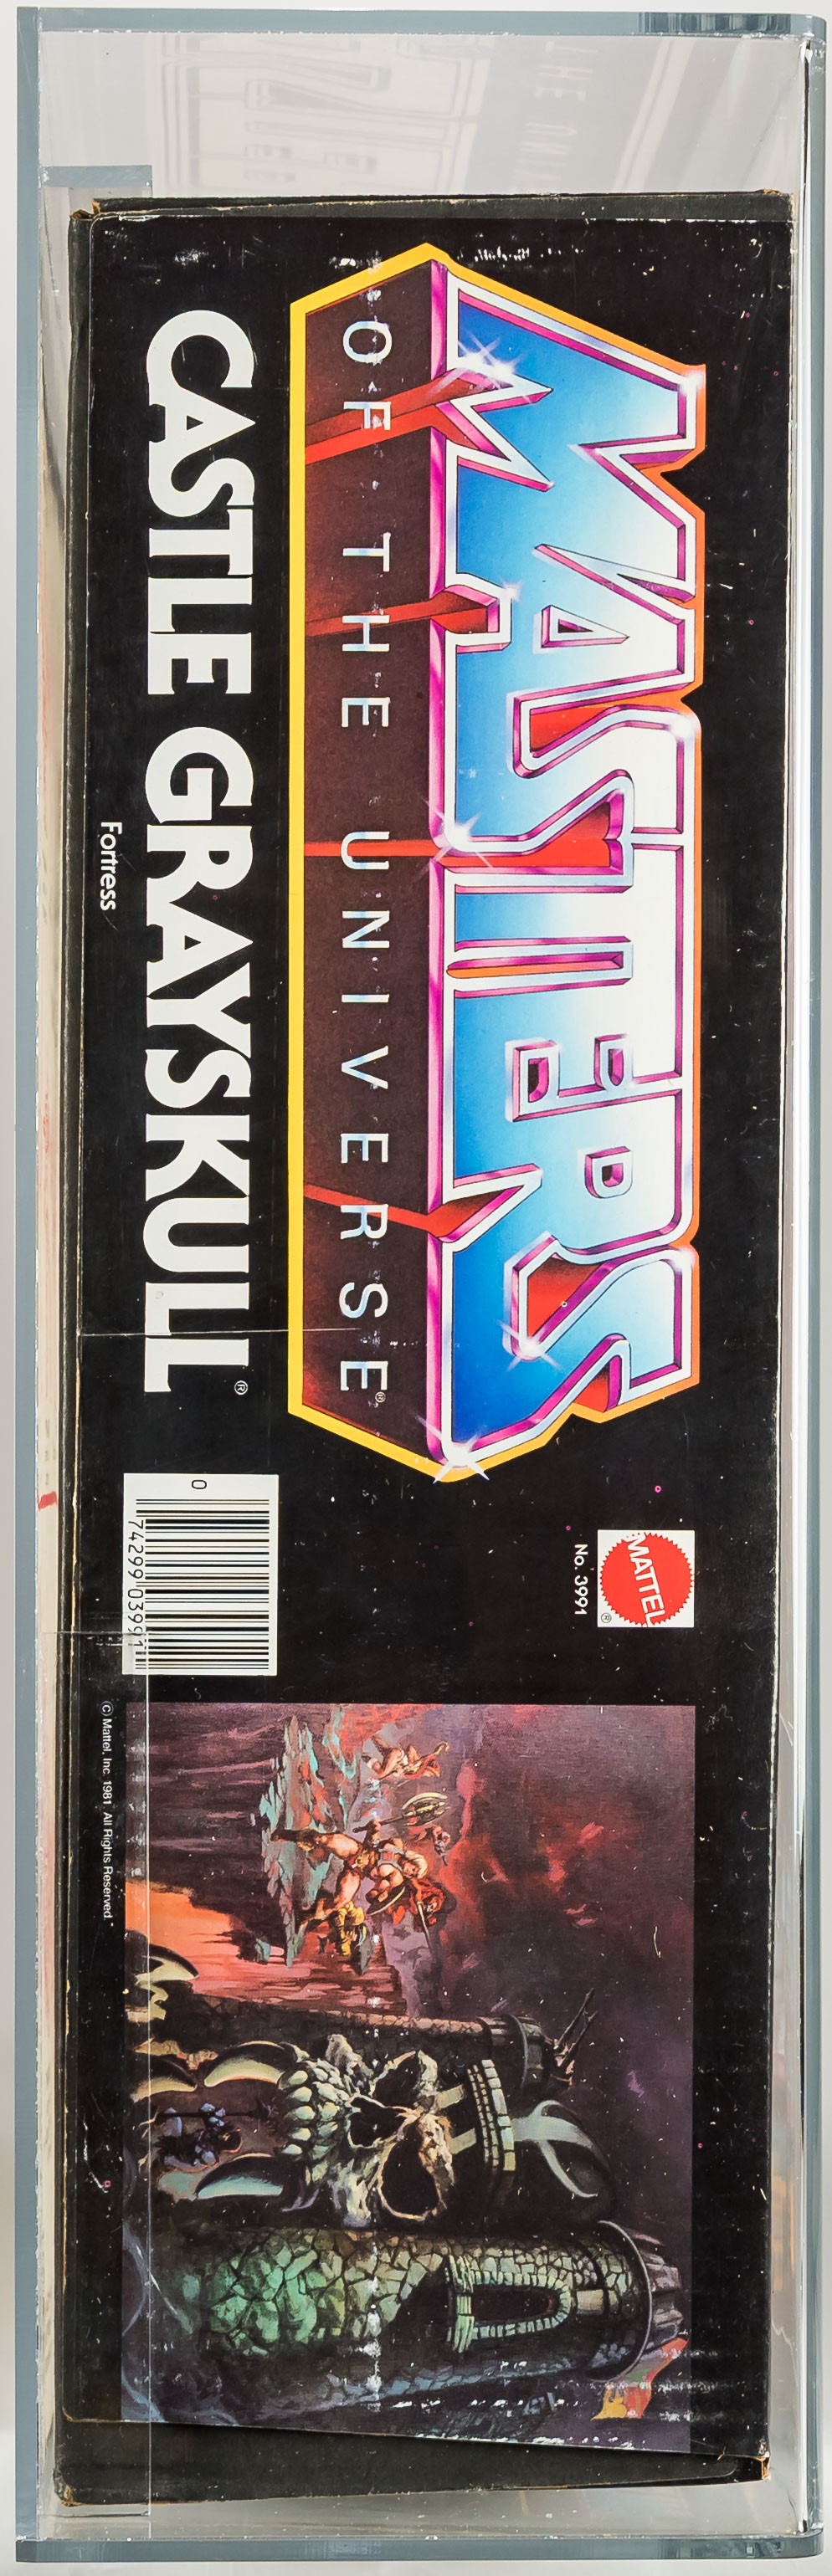 MASTERS
OF THE UNIVERSE®
CASTLE GRAYSKULL®
Fortress
MATTEL®
No. 3991
0
74299 03991
© Mattel, Inc. 1981 All Rights Reserved.